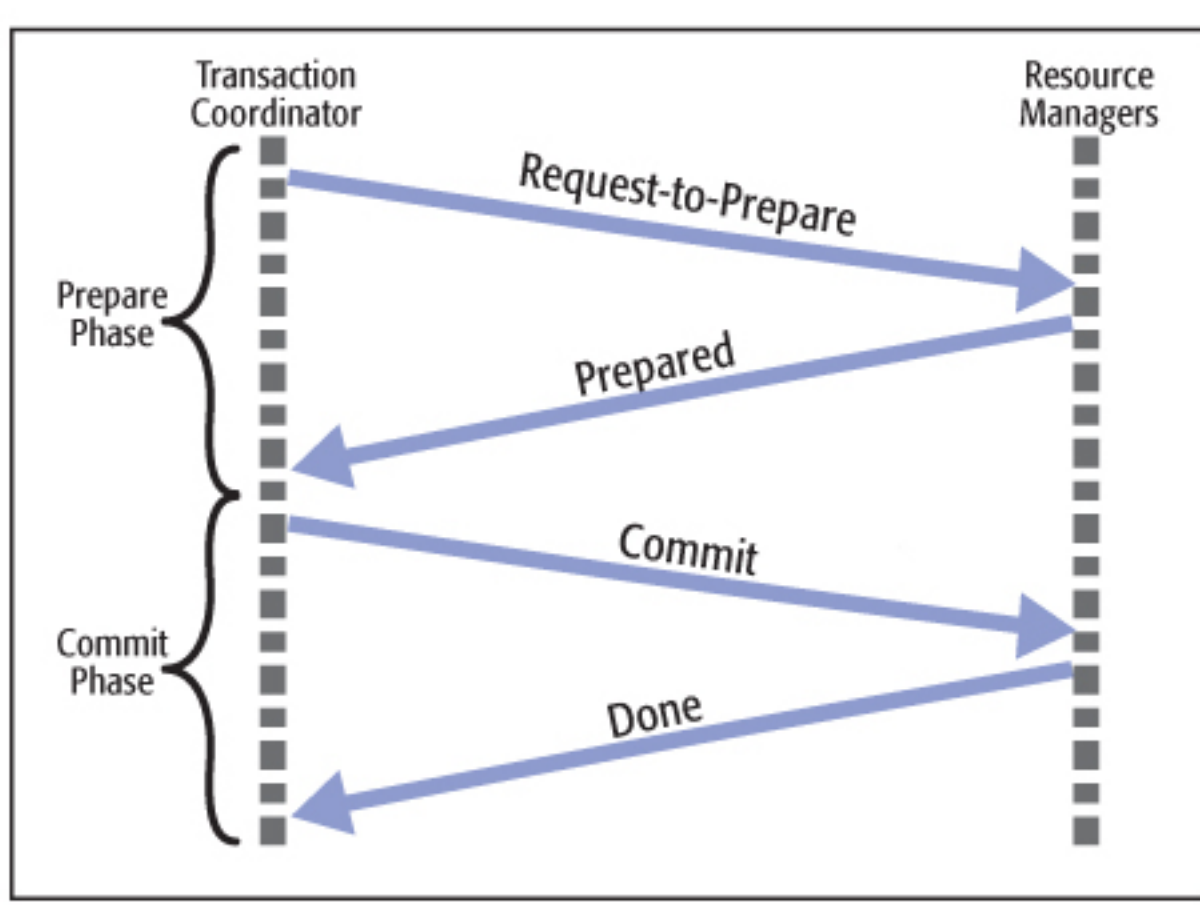 Transaction
Coordinator
Resource
Managers
Request-to-Prepare
Prepare
Phase
Prepared
Commit
Commit
Phase
Done